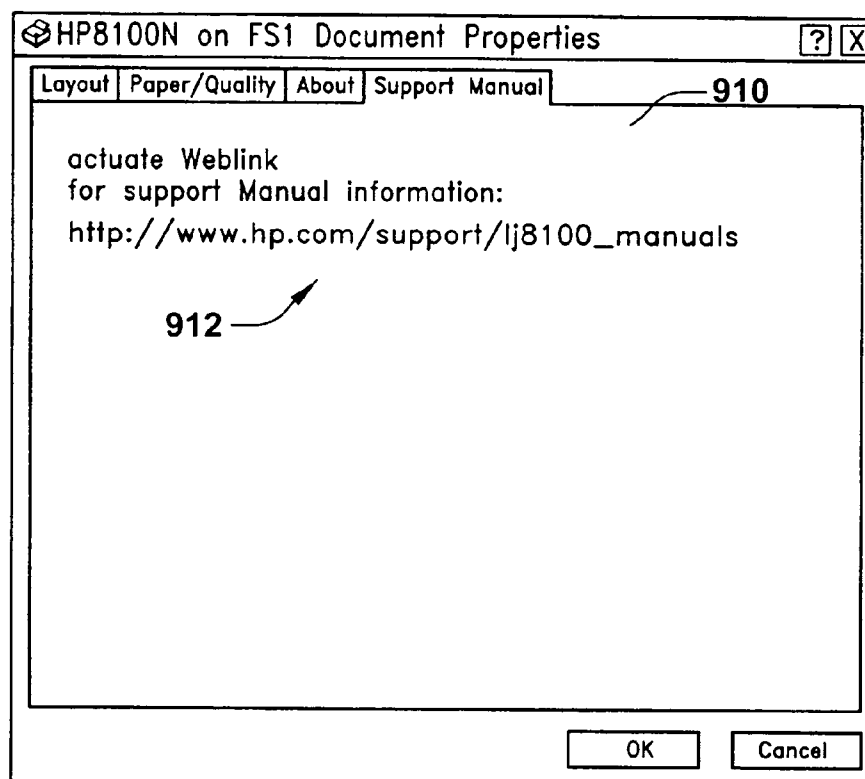 HP8100N on FS1 Document Properties ? X
Layout Paper/Quality About Support Manual
910
actuate Weblink
for support Manual information:
http://www.hp.com/support/lj8100_manuals
912
OK Cancel